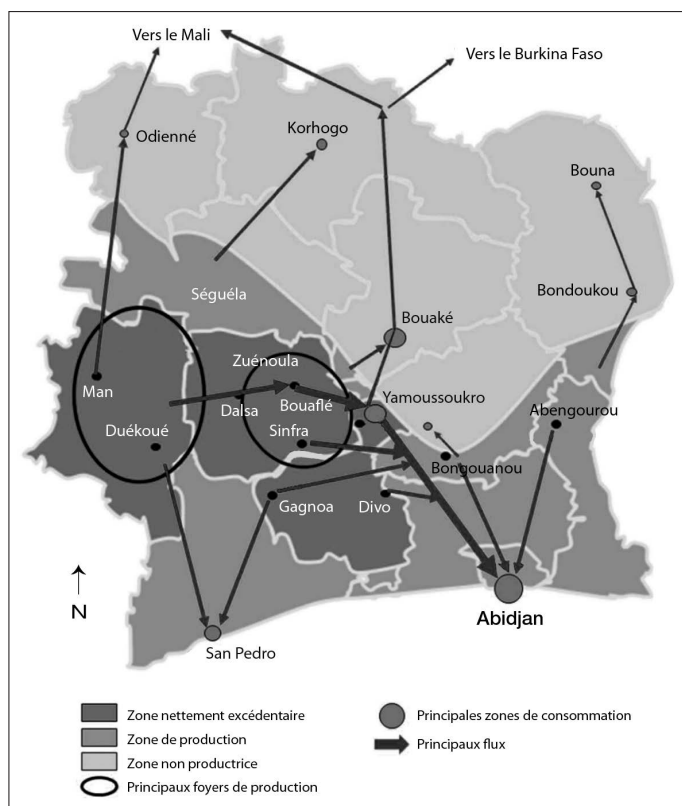 Vers le Mali
Vers le Burkina Faso
Odienné
Korhogo
Bouna
Séguéla
Bondoukou
Bouaké
Zuénoula
Man
Dalsa
Bouaflé
Yamoussoukro
Abengourou
Duékoué
Sinfra
Bongouanou
Gagnoa
Divo
N
Abidjan
San Pedro
Zone nettement excédentaire
Zone de production
Zone non productrice
Principaux foyers de production
Principales zones de consommation
Principaux flux